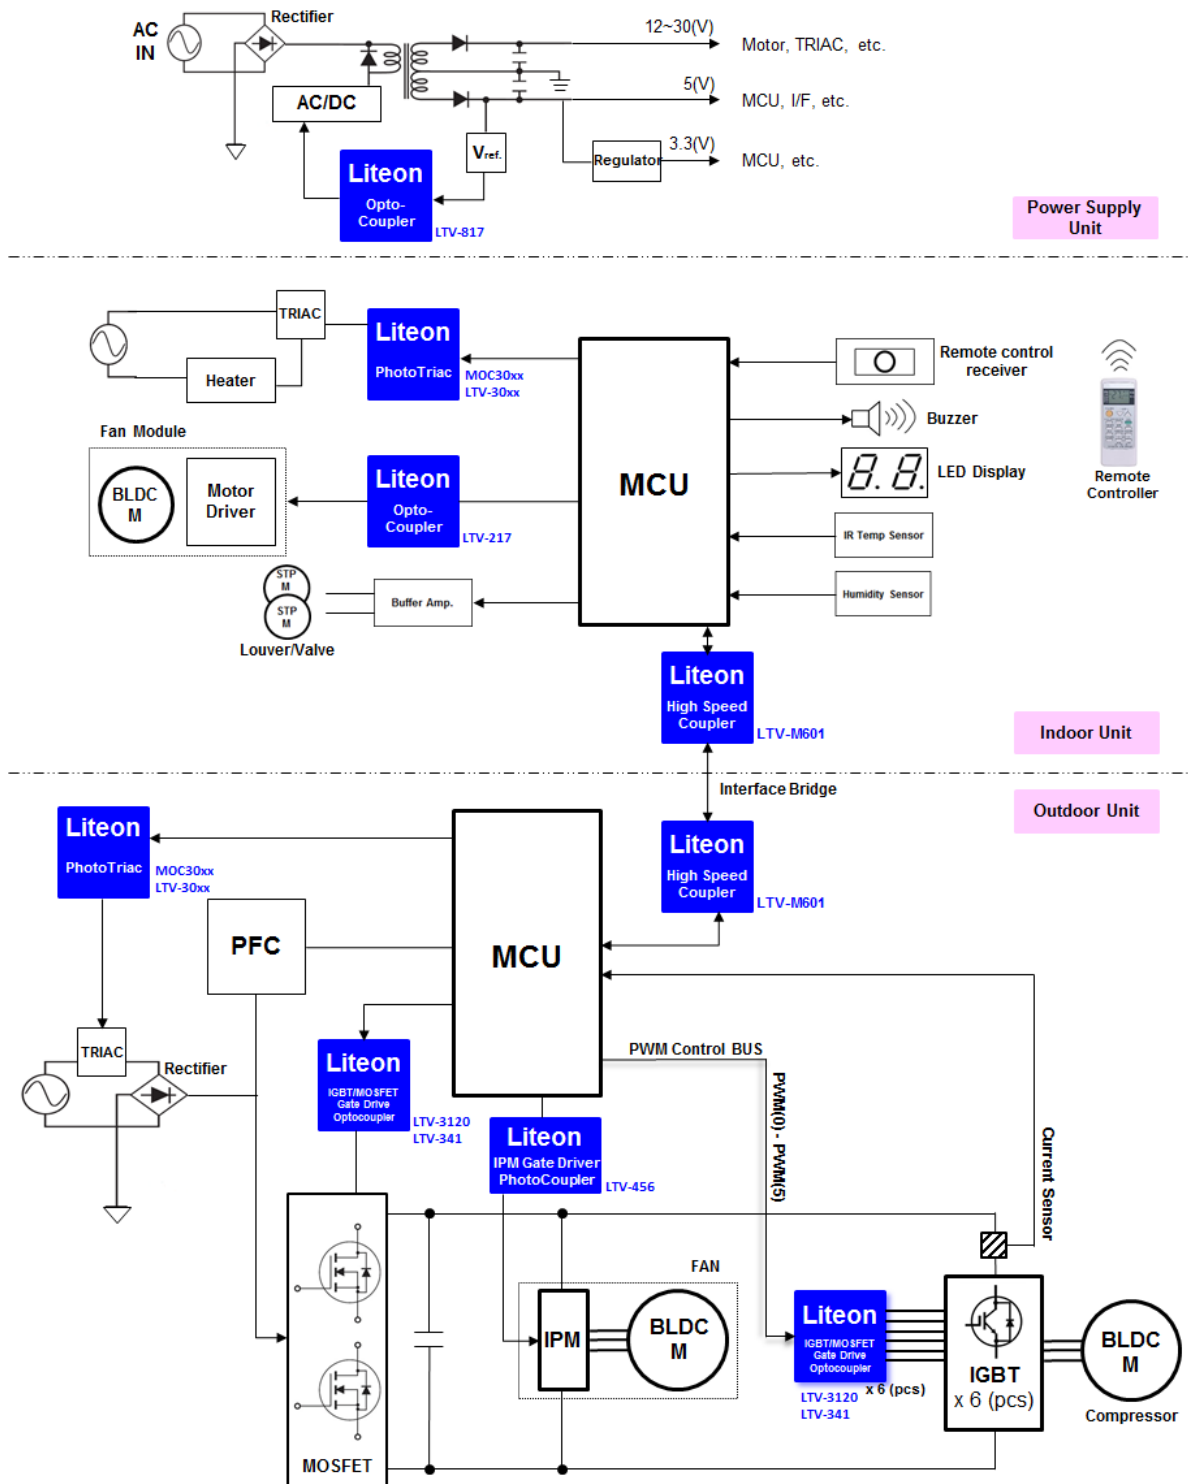 AC
IN
Rectifier
12~30(V)
Motor, TRIAC, etc.
AC/DC
5(V)
MCU, I/F, etc.
Vref.
Regulator
3.3(V)
MCU, etc.
Liteon
Opto-
Coupler
LTV-817
Power Supply
Unit
TRIAC
Heater
Liteon
PhotoTriac
MOC30xx
LTV-30xx
MCU
Remote control
receiver
Buzzer
LED Display
8.8.
Remote
Controller
Fan Module
BLDC
M
Motor
Driver
Liteon
Opto-
Coupler
LTV-217
IR Temp Sensor
Humidity Sensor
STP
M
STP
M
Louver/Valve
Buffer Amp.
Liteon
High Speed
Coupler
LTV-M601
Indoor Unit
Interface Bridge
Outdoor Unit
Liteon
PhotoTriac
MOC30xx
LTV-30xx
MCU
Liteon
High Speed
Coupler
LTV-M601
PFC
TRIAC
Rectifier
Liteon
IGBT/MOSFET
Gate Drive
Optocoupler
LTV-3120
LTV-341
Liteon
IPM Gate Driver
PhotoCoupler
LTV-456
PWM Control BUS
PWM(0) - PWM(5)
Current Sensor
MOSFET
FAN
IPM
BLDC
M
Liteon
IGBT/MOSFET
Gate Drive
Optocoupler
x 6 (pcs)
LTV-3120
LTV-341
IGBT
x 6 (pcs)
BLDC
M
Compressor